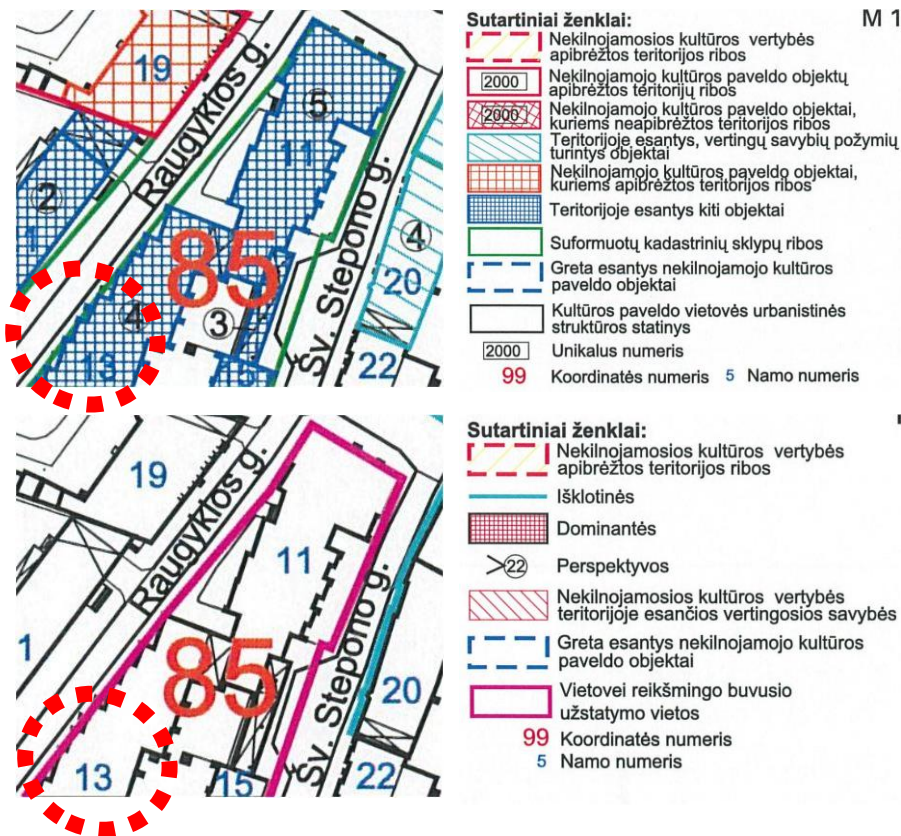 19
Raugyklos g.
5
11
2
1
85
4
3
13
5
Šv. Stepono g.
4
20
22
Sutartiniai ženklai:
M 1
Nekilnojamosios kultūros vertybės
apibrėžtos teritorijos ribos
2000 Nekilnojamojo kultūros paveldo objektų
apibrėžtų teritorijų ribos
2000 Nekilnojamojo kultūros paveldo objektai,
kuriems neapibrėžtos teritorijos ribos
Teritorijoje esantys, vertingų savybių požymių
turintys objektai
Nekilnojamojo kultūros paveldo objektai,
kuriems apibrėžtos teritorijos ribos
Teritorijoje esantys kiti objektai
Suformuotų kadastrinių sklypų ribos
Greta esantys nekilnojamojo kultūros
paveldo objektai
Kultūros paveldo vietovės urbanistinės
struktūros statinys
2000 Unikalus numeris
99 Koordinatės numeris 5 Namo numeris
19
Raugyklos g.
11
1
85
13
15
Šv. Stepono g.
20
22
Sutartiniai ženklai:
Nekilnojamosios kultūros vertybės
apibrėžtos teritorijos ribos
Išklotinės
Dominantės
22 Perspektyvos
Nekilnojamosios kultūros vertybės
teritorijoje esančios vertingosios savybės
Greta esantys nekilnojamojo kultūros
paveldo objektai
Vietovei reikšmingo buvusio
užstatymo vietos
99 Koordinatės numeris
5 Namo numeris